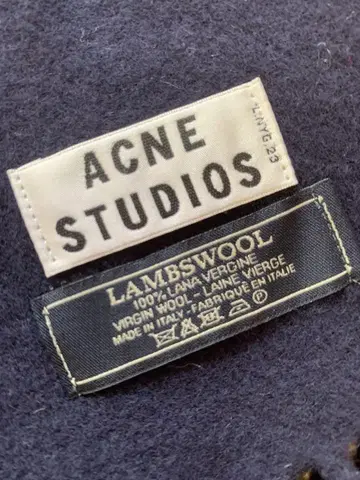 ACNE
STUDIOS
LAMBSWOOL
100% LANA VERGINE
VIRGIN WOOL - LAINE VIERGE
MADE IN ITALY - FABRIQUÉ EN ITALIE